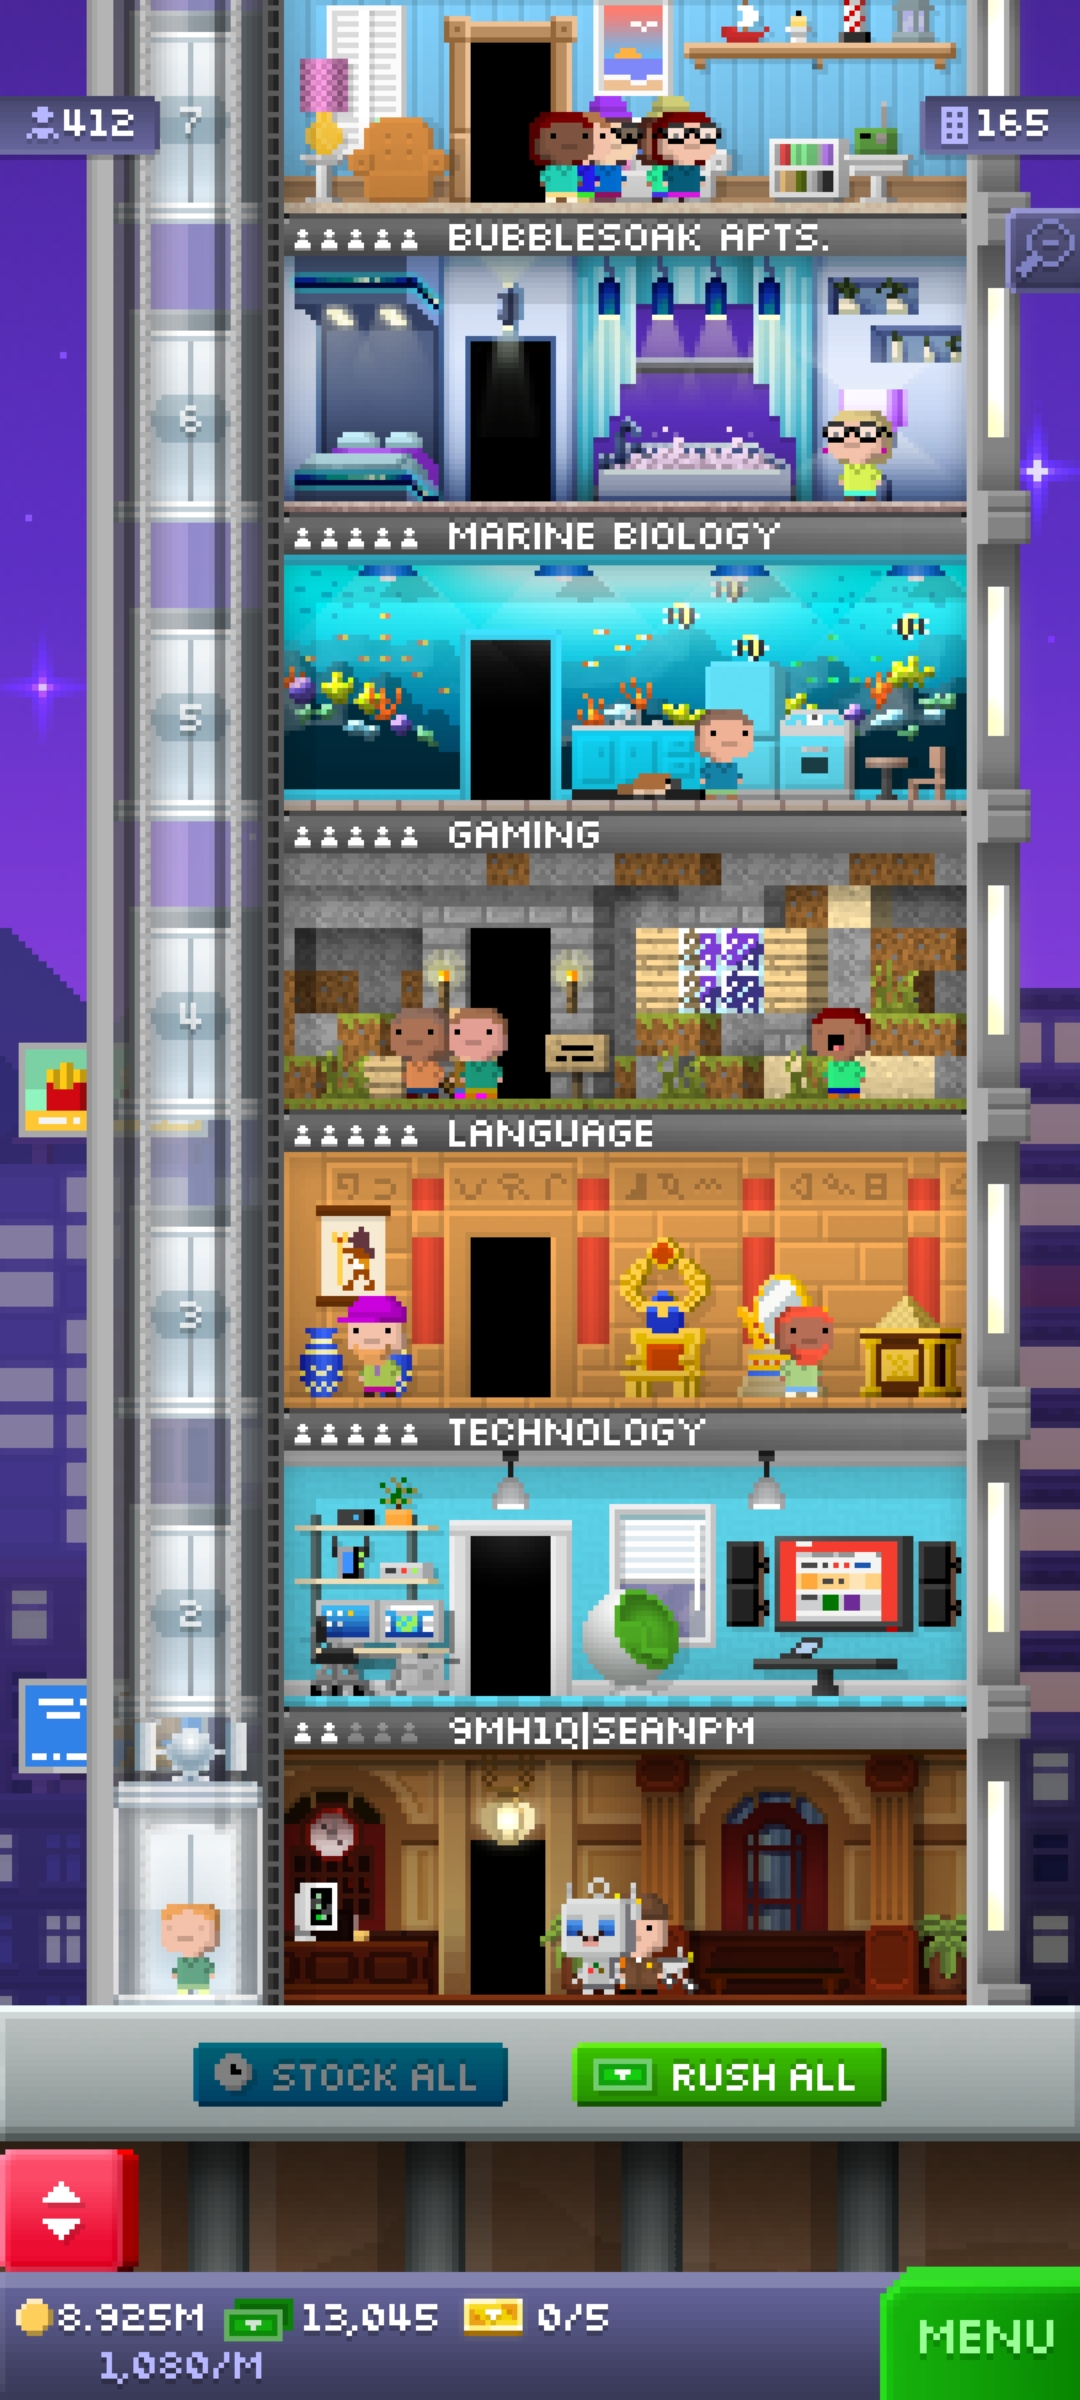 412
7
165
BUBBLESOAK APTS.
6
MARINE BIOLOGY
5
GAMING
4
LANGUAGE
3
TECHNOLOGY
2
9MH1Q|SEANPM
STOCK ALL
RUSH ALL
8.925M
13,045
0/5
1,080/M
MENU